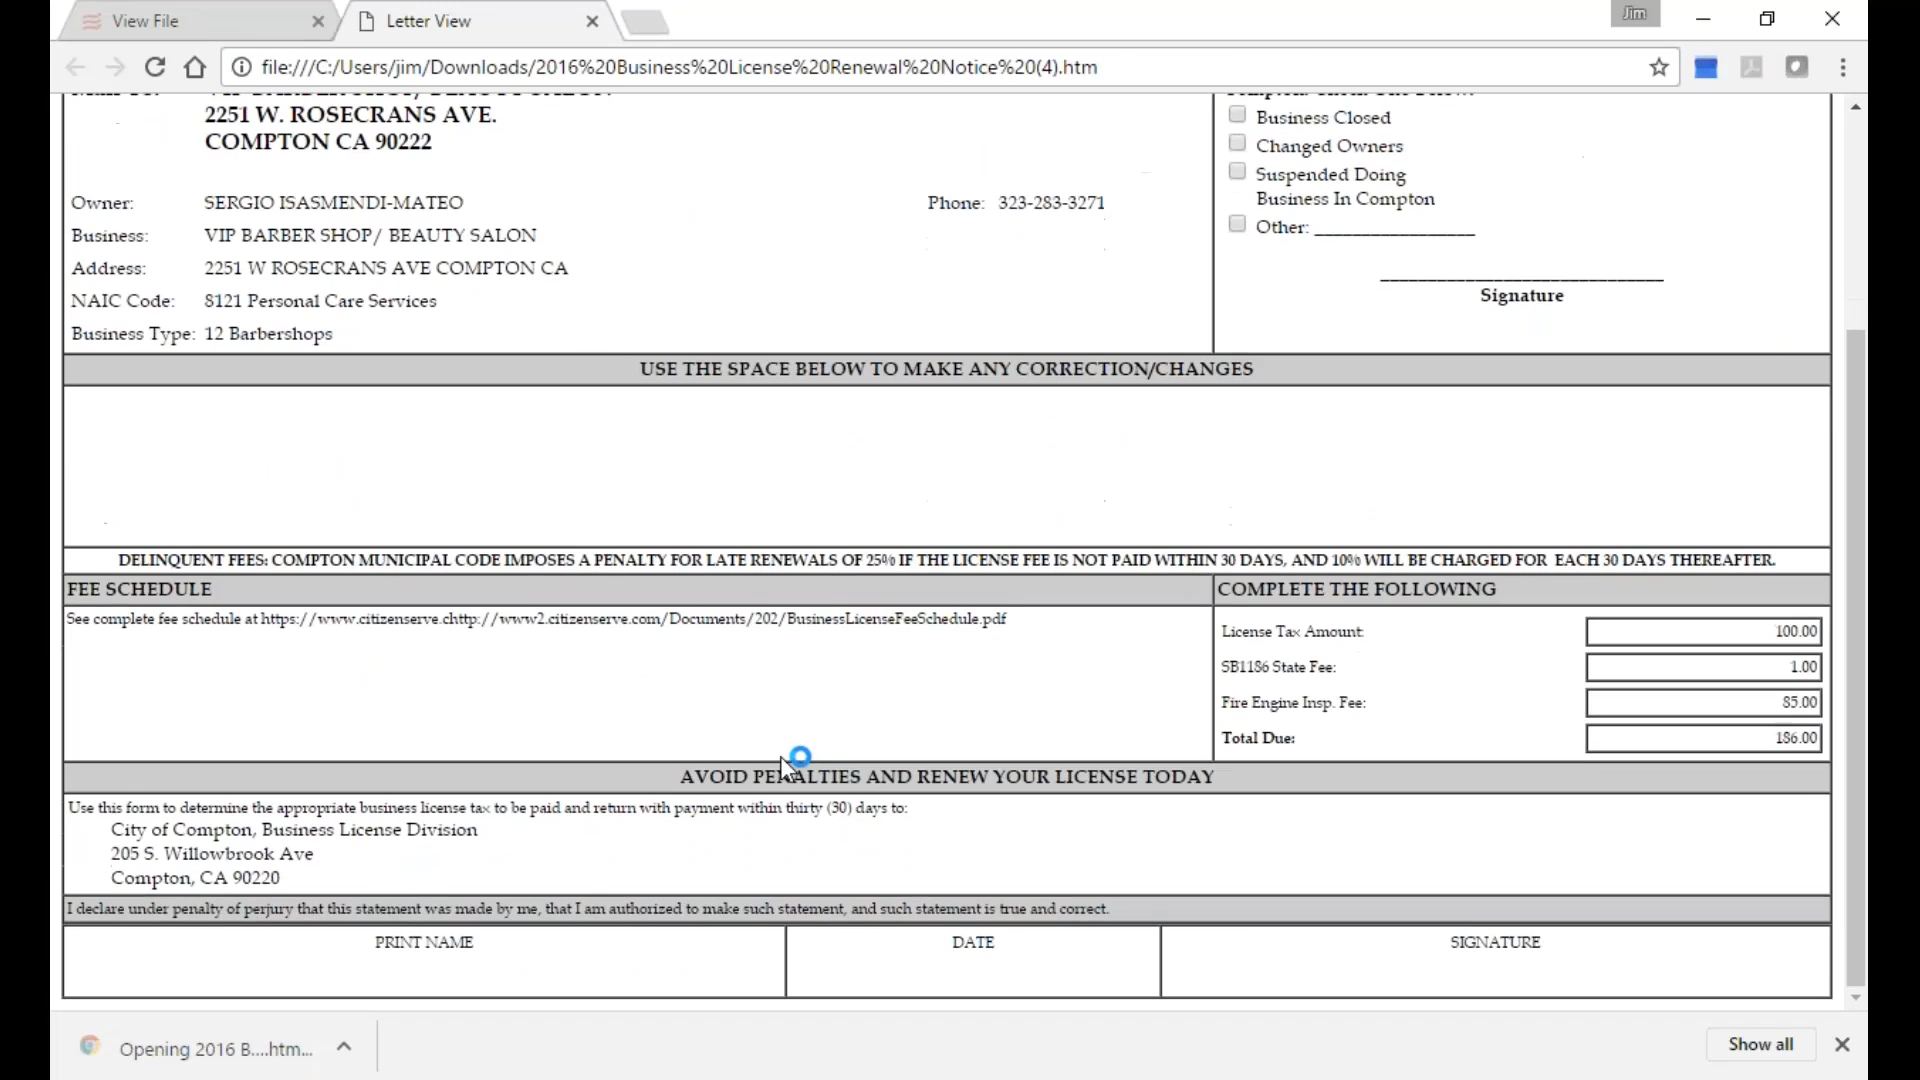 View File
Letter View
Jim
file:///C:/Users/jim/Downloads/2016%20Business%20License%20Renewal%20Notice%20(4).htm
2251 W. ROSECRANS AVE.
COMPTON CA 90222
Business Closed
Changed Owners
Suspended Doing
Business In Compton
Other: _________________
Signature
Owner: SERGIO ISASMENDI-MATEO Phone: 323-283-3271
Business: VIP BARBER SHOP/ BEAUTY SALON
Address: 2251 W ROSECRANS AVE COMPTON CA
NAIC Code: 8121 Personal Care Services
Business Type: 12 Barbershops
USE THE SPACE BELOW TO MAKE ANY CORRECTION/CHANGES
DELINQUENT FEES: COMPTON MUNICIPAL CODE IMPOSES A PENALTY FOR LATE RENEWALS OF 25% IF THE LICENSE FEE IS NOT PAID WITHIN 30 DAYS, AND 10% WILL BE CHARGED FOR EACH 30 DAYS THEREAFTER.
FEE SCHEDULE
See complete fee schedule at https://www.citizenserve.chttp://www2.citizenserve.com/Documents/202/BusinessLicenseFeeSchedule.pdf
COMPLETE THE FOLLOWING
License Tax Amount: 100.00
SB1186 State Fee: 1.00
Fire Engine Insp. Fee: 85.00
Total Due: 186.00
AVOID PENALTIES AND RENEW YOUR LICENSE TODAY
Use this form to determine the appropriate business license tax to be paid and return with payment within thirty (30) days to:
City of Compton, Business License Division
205 S. Willowbrook Ave
Compton, CA 90220
I declare under penalty of perjury that this statement was made by me, that I am authorized to make such statement, and such statement is true and correct.
PRINT NAME
DATE
SIGNATURE
Opening 2016 B....htm...
Show all